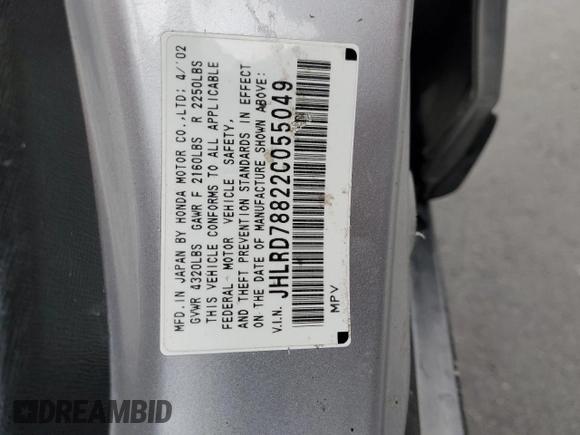 MFD. IN JAPAN BY HONDA MOTOR CO., LTD; 4/'02
GVWR 4320LBS GAWR F 2160LBS R 2250LBS
THIS VEHICLE CONFORMS TO ALL APPLICABLE
FEDERAL MOTOR VEHICLE SAFETY,
AND THEFT PREVENTION STANDARDS IN EFFECT
ON THE DATE OF MANUFACTURE SHOWN ABOVE:
V.I.N. JHLRD78822C055049
MPV
DREAMBID